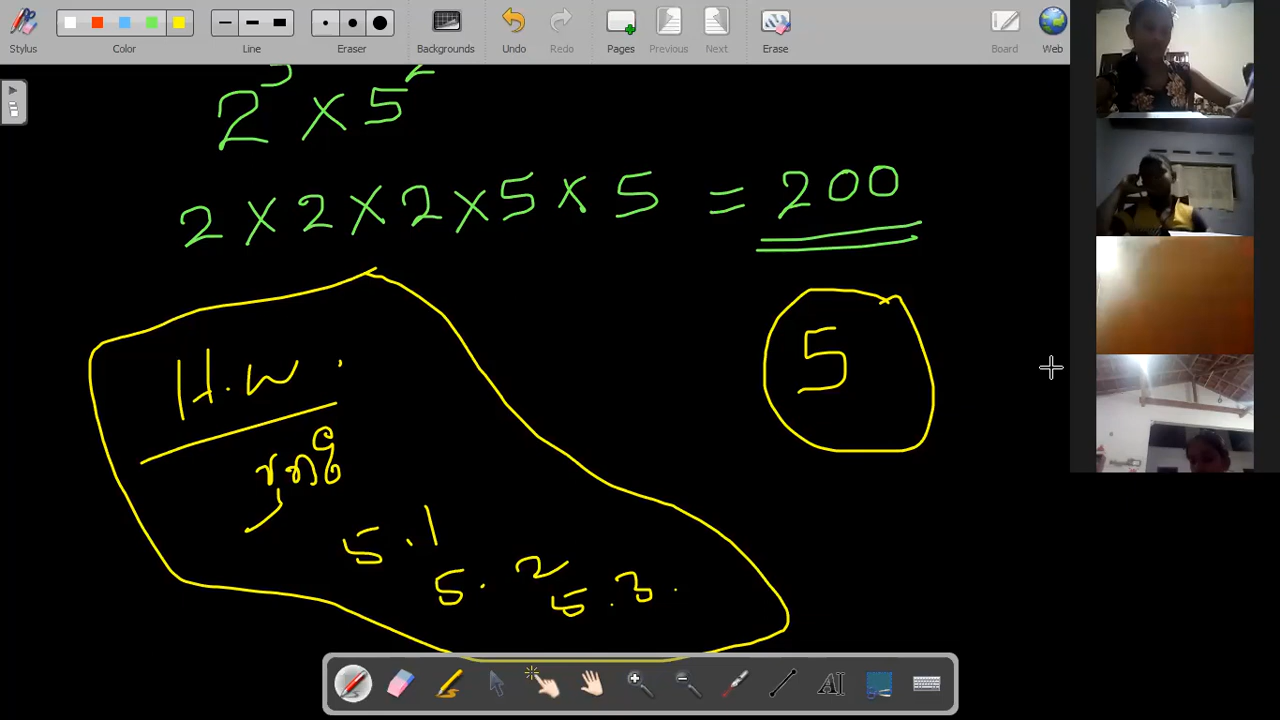 Stylus
Color
Line
Eraser
Backgrounds
Undo
Redo
Pages
Previous
Next
Erase
Board
Web
2³ × 5²
2 × 2 × 2 × 5 × 5 = 200
H.W.
5
5.1
5.2
5.3.